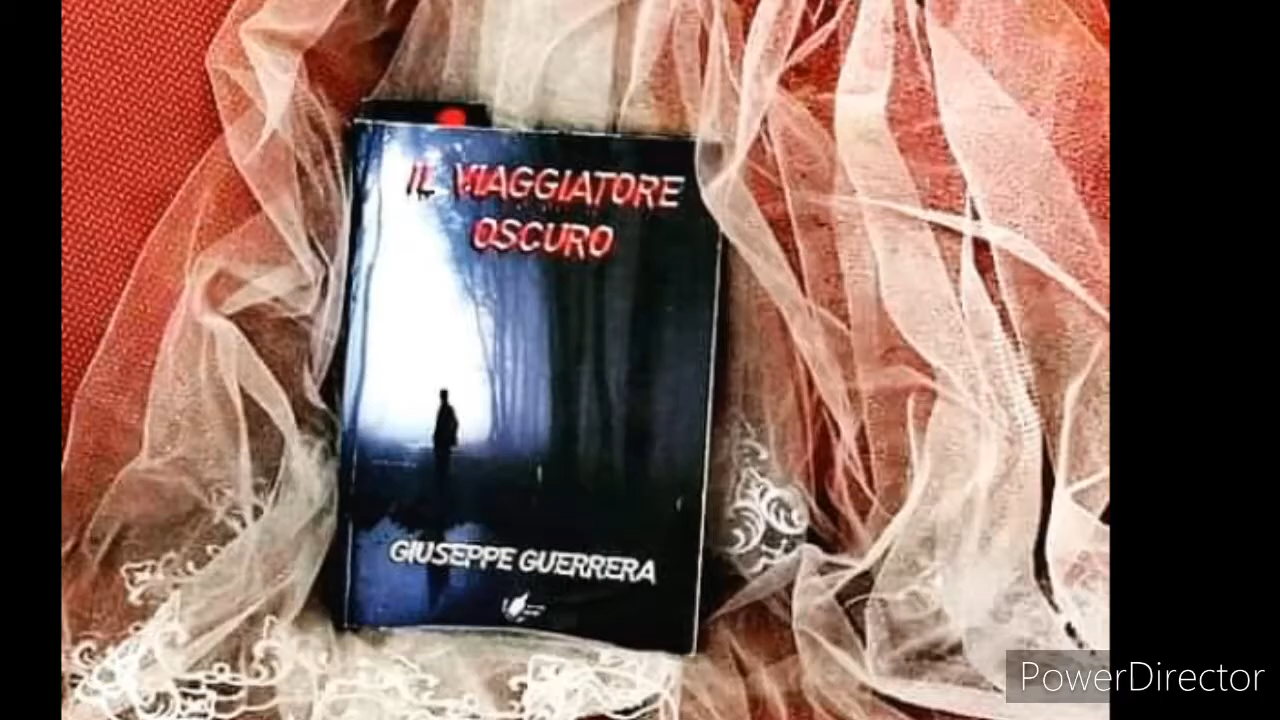 IL VIAGGIATORE
OSCURO
GIUSEPPE GUERRERA
PowerDirector